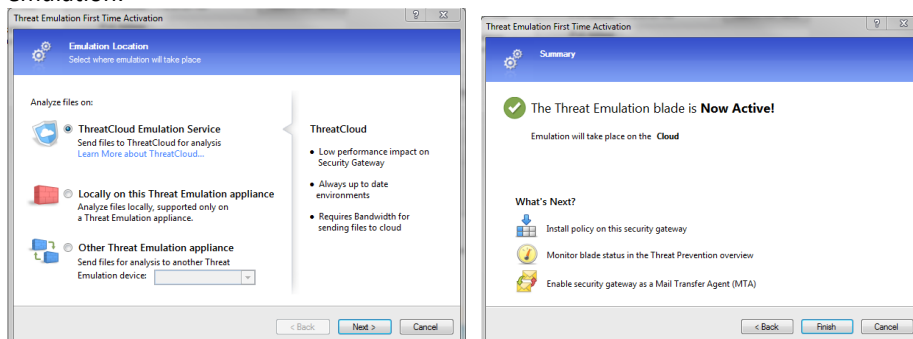 emulation.
Threat Emulation First Time Activation
Emulation Location
Select where emulation will take place
Analyze files on:
ThreatCloud Emulation Service
Send files to ThreatCloud for analysis
Learn More about ThreatCloud...
Locally on this Threat Emulation appliance
Analyze files locally, supported only on
a Threat Emulation appliance.
Other Threat Emulation appliance
Send files for analysis to another Threat
Emulation device:
ThreatCloud
• Low performance impact on
Security Gateway
• Always up to date
environments
• Requires Bandwidth for
sending files to cloud
< Back
Next >
Cancel
Threat Emulation First Time Activation
Summary
The Threat Emulation blade is Now Active!
Emulation will take place on the Cloud
What's Next?
Install policy on this security gateway
Monitor blade status in the Threat Prevention overview
Enable security gateway as a Mail Transfer Agent (MTA)
< Back
Finish
Cancel